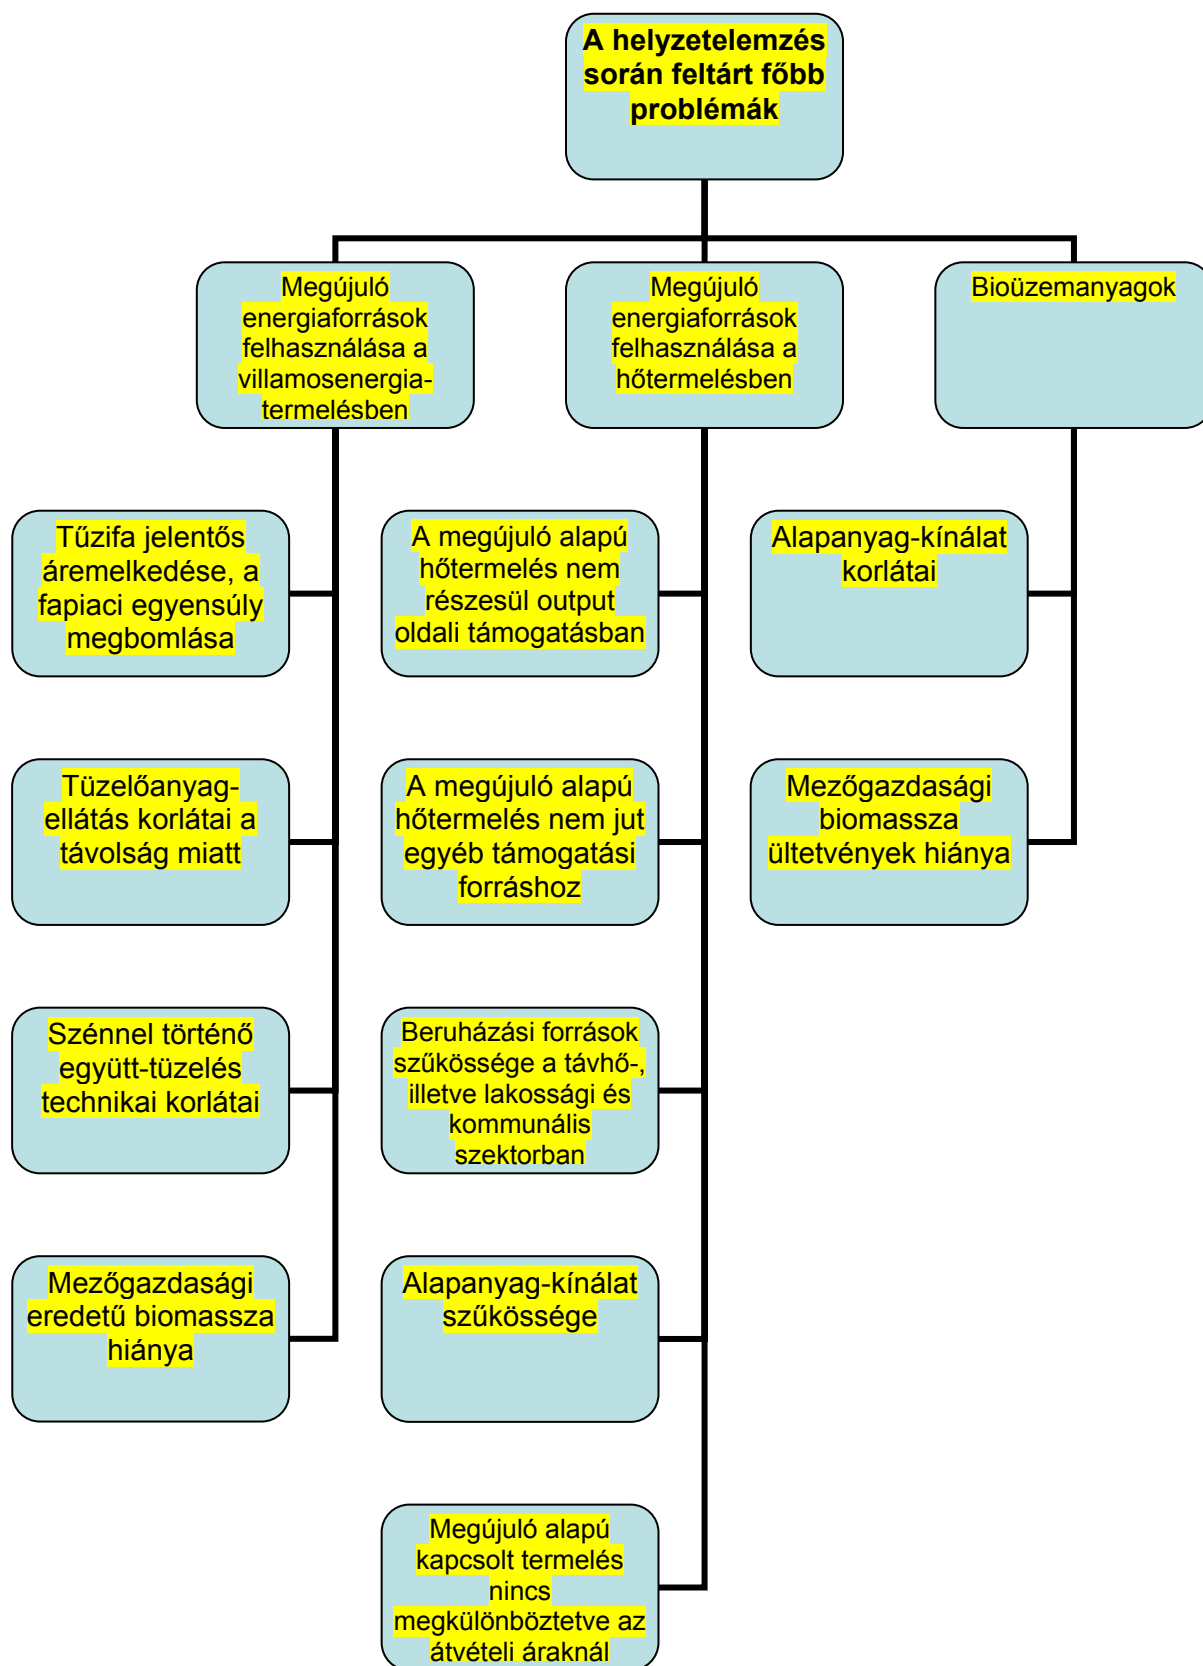 A helyzetelemzés
során feltárt főbb
problémák
Megújuló
energiaforrások
felhasználása a
villamosenergia-
termelésben
Megújuló
energiaforrások
felhasználása a
hőtermelésben
Bioüzemanyagok
Tűzifa jelentős
áremelkedése, a
fapiaci egyensúly
megbomlása
A megújuló alapú
hőtermelés nem
részesül output
oldali támogatásban
Alapanyag-kínálat
korlátai
Tüzelőanyag-
ellátás korlátai a
távolság miatt
A megújuló alapú
hőtermelés nem jut
egyéb támogatási
forráshoz
Mezőgazdasági
biomassza
ültetvények hiánya
Szénnel történő
együtt-tüzelés
technikai korlátai
Beruházási források
szűkössége a távhő-,
illetve lakossági és
kommunális
szektorban
Mezőgazdasági
eredetű biomassza
hiánya
Alapanyag-kínálat
szűkössége
Megújuló alapú
kapcsolt termelés
nincs
megkülönböztetve az
átvételi áraknál